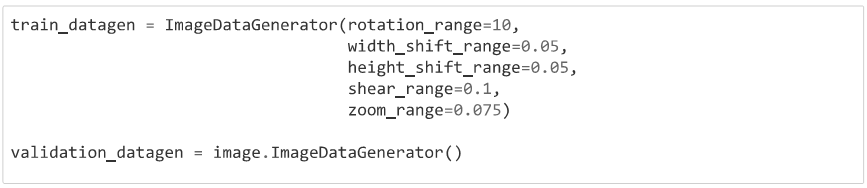 train_datagen = ImageDataGenerator(rotation_range=10,
                                   width_shift_range=0.05,
                                   height_shift_range=0.05,
                                   shear_range=0.1,
                                   zoom_range=0.075)

validation_datagen = image.ImageDataGenerator()